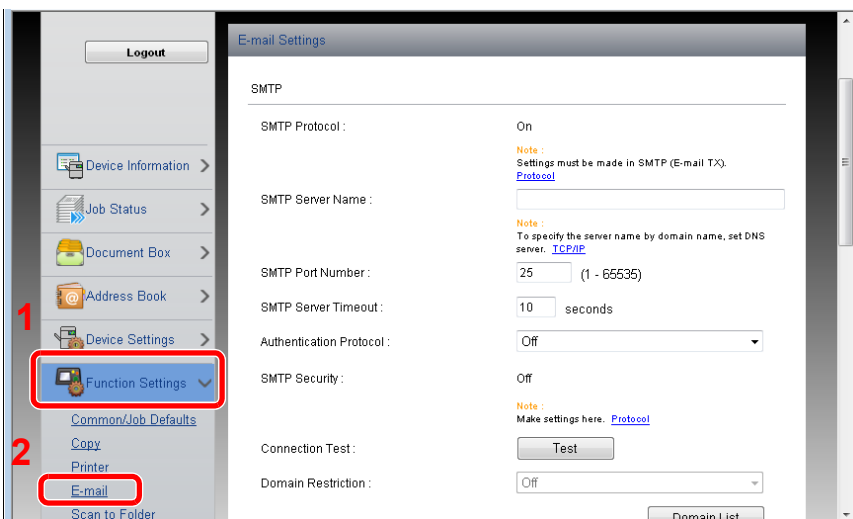 Logout
Device Information
Job Status
Document Box
Address Book
1
Device Settings
Function Settings
Common/Job Defaults
Copy
2
Printer
E-mail
Scan to Folder
E-mail Settings
SMTP
SMTP Protocol :
On
Note :
Settings must be made in SMTP (E-mail TX).
Protocol
SMTP Server Name :
Note :
To specify the server name by domain name, set DNS
server. TCP/IP
SMTP Port Number :
25 (1 - 65535)
SMTP Server Timeout :
10 seconds
Authentication Protocol :
Off
SMTP Security :
Off
Note :
Make settings here. Protocol
Connection Test :
Test
Domain Restriction :
Off
Domain List